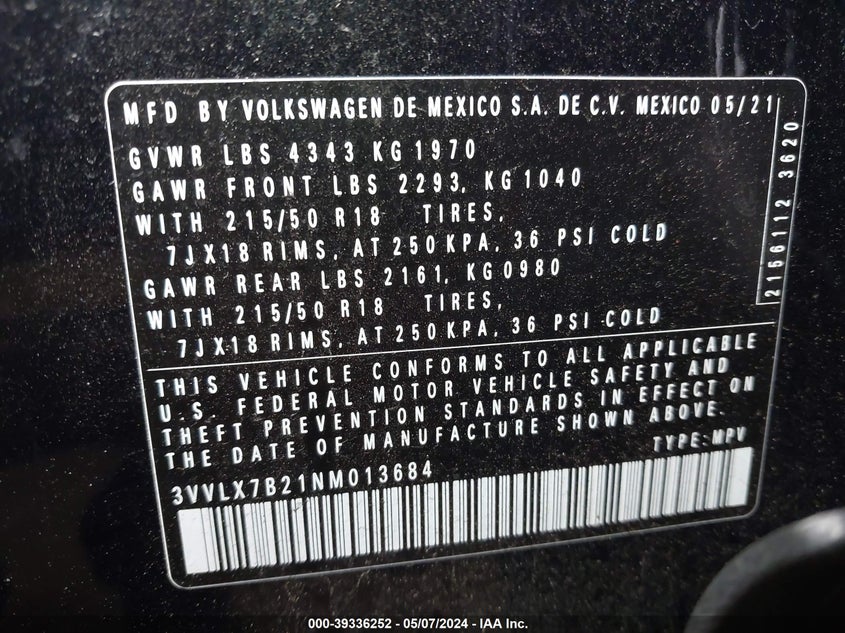 MFD BY VOLKSWAGEN DE MEXICO S.A. DE C.V. MEXICO 05/21
GVWR LBS 4343 KG 1970
GAWR FRONT LBS 2293, KG 1040
WITH 215/50 R18 TIRES,
7JX18 RIMS, AT 250 KPA, 36 PSI COLD
GAWR REAR LBS 2161, KG 0980
WITH 215/50 R18 TIRES,
7JX18 RIMS, AT 250 KPA, 36 PSI COLD
2156112 3620
THIS VEHICLE CONFORMS TO ALL APPLICABLE
U.S. FEDERAL MOTOR VEHICLE SAFETY AND
THEFT PREVENTION STANDARDS IN EFFECT ON
THE DATE OF MANUFACTURE SHOWN ABOVE.
TYPE: MPV
3VVLX7B21NM013684
000-39336252 - 05/07/2024 - IAA Inc.